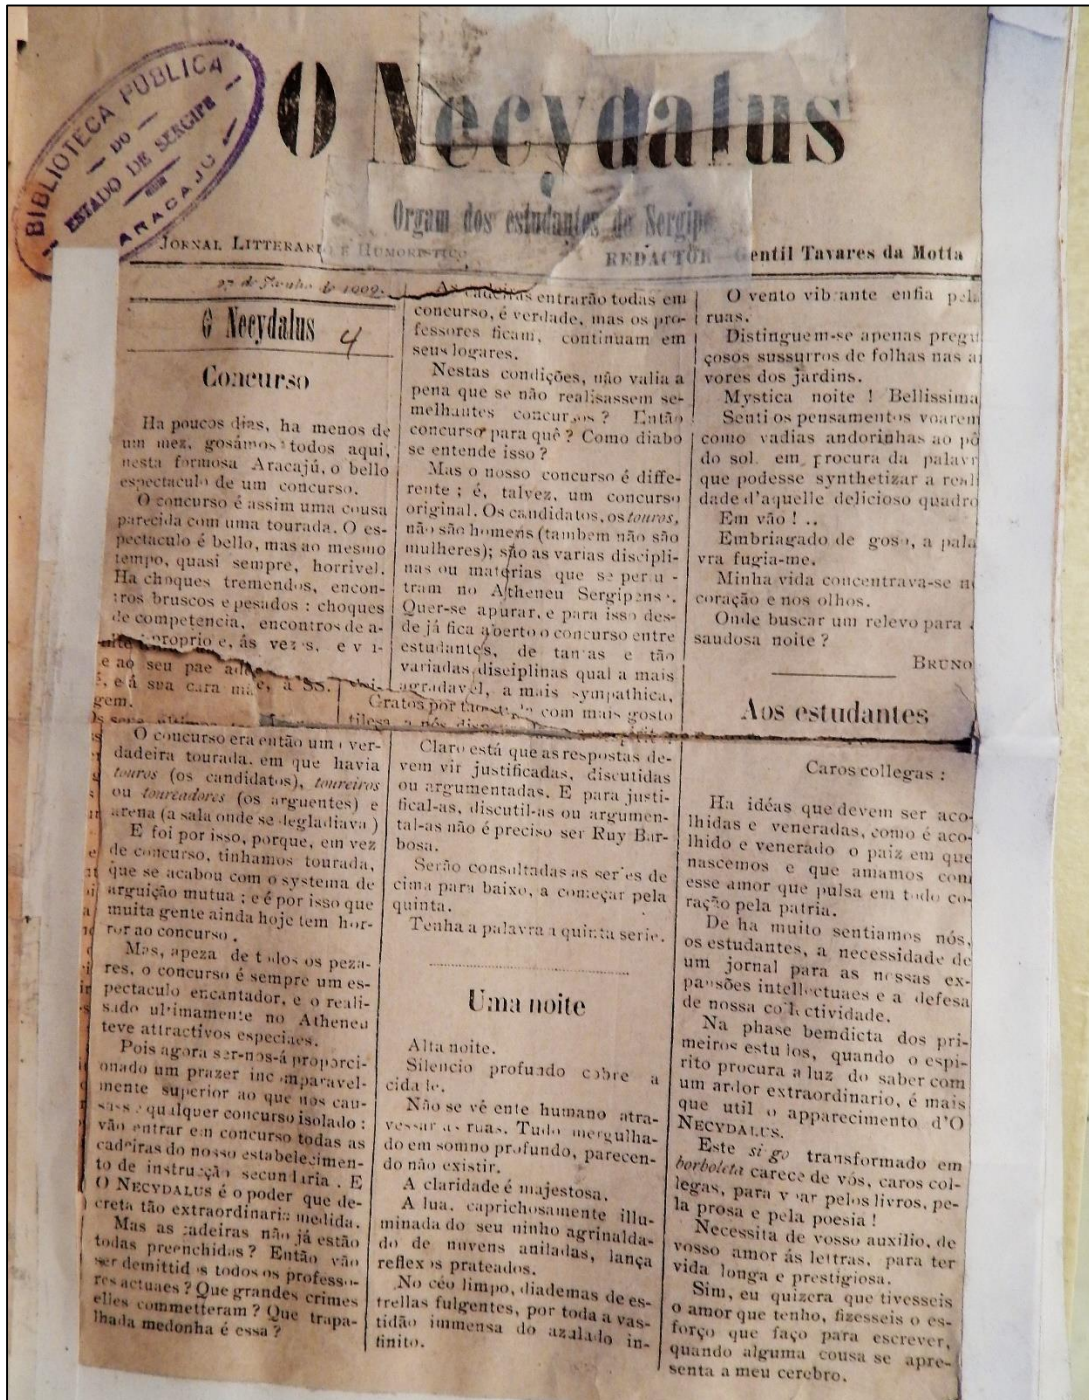 BIBLIOTECA PUBLICA
DO
ESTADO DE SERGIPE
ARACAJU
O Necydalus
Orgam dos estudantes de Sergipe
JORNAL LITTERARIO E HUMORISTICO
REDACTOR— Gentil Tavares da Motta
27 de Junho de 1909.
O Necydalus
4
Concurso
Ha poucos dias, ha menos de
um mez, gosámos todos aqui,
nesta formosa Aracajú, o bello
espectaculo de um concurso.
O concurso é assim uma cousa
parecida com uma tourada. O es-
pectaculo é bello, mas ao mesmo
tempo, quasi sempre, horrivel.
Ha choques tremendos, encon-
tros bruscos e pesados : choques
de competencia, encontros de a-
proprio e, ás vezes, e v i-
e ao seu pae
e á sua cara mãe, a SS.
gem.
O concurso era então uma ver-
dadeira tourada, em que havia
touros (os candidatos), toureiros
ou toureadores (os arguentes) e
arena (a sala onde se degladiava)
E foi por isso, porque, em vez
de concurso, tinhamos tourada,
que se acabou com o systema de
arguição mutua ; e é por isso que
muita gente ainda hoje tem hor-
ror ao concurso.
Mas, apezar de todos os peza-
res, o concurso é sempre um es-
pectaculo encantador, e o reali-
sado ultimamente no Atheneu
teve attractivos especiaes.
Pois agora ser-nos-á proporci-
onado um prazer incomparavel-
mente superior ao que nos cau-
sasse qualquer concurso isolado :
vão entrar em concurso todas as
cadeiras do nosso estabelecimen-
to de instrucção secundaria. E
O NECYDALUS é o poder que de-
creta tão extraordinaria medida.
Mas as cadeiras não já estão
todas preenchidas? Então vão
ser demittidos todos os professo-
res actuaes? Que grandes crimes
elles commetteram? Que trapa-
lhada medonha é essa?
As cadeiras entrarão todas em
concurso, é verdade, mas os pro-
fessores ficam, continuam em
seus logares.
Nestas condições, não valia a
pena que se não realisassem se-
melhantes concursos? Então
concurso para quê? Como diabo
se entende isso?
Mas o nosso concurso é diffe-
rente ; é, talvez, um concurso
original. Os candidatos, os touros,
não são homens (tambem não são
mulheres); são as varias discipli-
nas ou materias que se
tram no Atheneu Sergipense.
Quer-se apurar, e para isso des-
de já fica aberto o concurso entre
estudantes, de tantas e tão
variadas disciplinas qual a mais
agradavel, a mais sympathica,
Gratos por com mais gosto
Claro está que as respostas de-
vem vir justificadas, discutidas
ou argumentadas. E para justi-
fical-as, discutil-as ou argumen-
tal-as não é preciso ser Ruy Bar-
bosa.
Serão consultadas as series de
cima para baixo, a começar pela
quinta.
Tenha a palavra a quinta serie.
Uma noite
Alta noite.
Silencio profundo cobre a
cidade.
Não se vê ente humano atra-
vessar as ruas. Tudo mergulha-
do em somno profundo, parecen-
do não existir.
A claridade é majestosa.
A lua, caprichosamente illu-
minada do seu ninho agrinalda-
do de nuvens aniladas, lança
reflexos prateados.
No céo limpo, diademas de es-
trellas fulgentes, por toda a vas-
tidão immensa do azulado in-
finito.
O vento vibrante enfia pela
ruas.
Distinguem-se apenas pregui
çosos sussurros de folhas nas a
vores dos jardins.
Mystica noite ! Bellissima
Senti os pensamentos voarem
como vadias andorinhas ao pô
do sol, em procura da palavr
que podesse synthetizar a reali
dade d'aquelle delicioso quadro
Em vão ! ..
Embriagado de goso, a pala
vra fugia-me.
Minha vida concentrava-se n
coração e nos olhos.
Onde buscar um relevo para
saudosa noite ?
BRUNO
Aos estudantes
Caros collegas :
Ha idéas que devem ser aco-
lhidas e veneradas, como é aco-
lhido e venerado o paiz em que
nascemos e que amamos com
esse amor que pulsa em todo co-
ração pela patria.
De ha muito sentiamos nós,
os estudantes, a necessidade de
um jornal para as nossas ex-
pansões intellectuaes e a defesa
de nossa collectividade.
Na phase bemdicta dos pri-
meiros estudos, quando o espi-
rito procura a luz do saber com
um ardor extraordinario, é mais
que util o apparecimento d'O
NECYDALUS.
Este sirgo transformado em
borboleta carece de vós, caros col-
legas, para voar pelos livros, pe-
la prosa e pela poesia !
Necessita de vosso auxilio, de
vosso amor ás lettras, para ter
vida longa e prestigiosa.
Sim, eu quizera que tivesseis
o amor que tenho, fizesseis o es-
forço que faço para escrever,
quando alguma cousa se apre-
senta a meu cerebro.